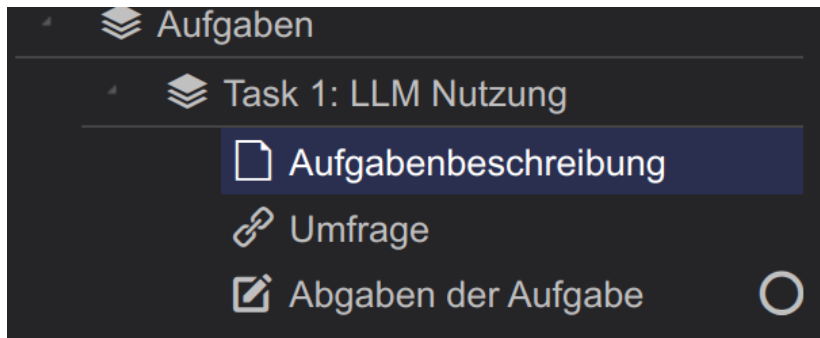 Aufgaben
Task 1: LLM Nutzung
Aufgabenbeschreibung
Umfrage
Abgaben der Aufgabe